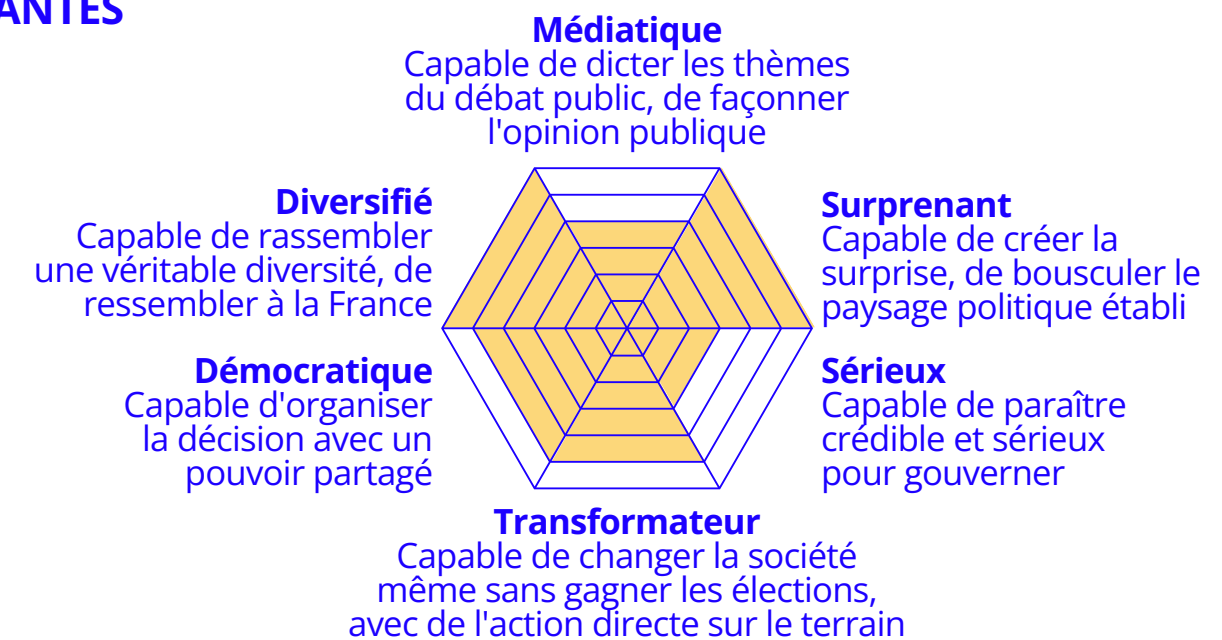 Médiatique
Capable de dicter les thèmes
du débat public, de façonner
l'opinion publique
Diversifié
Capable de rassembler
une véritable diversité, de
ressembler à la France
Surprenant
Capable de créer la
surprise, de bousculer le
paysage politique établi
Démocratique
Capable d'organiser
la décision avec un
pouvoir partagé
Sérieux
Capable de paraître
crédible et sérieux
pour gouverner
Transformateur
Capable de changer la société
même sans gagner les élections,
avec de l'action directe sur le terrain